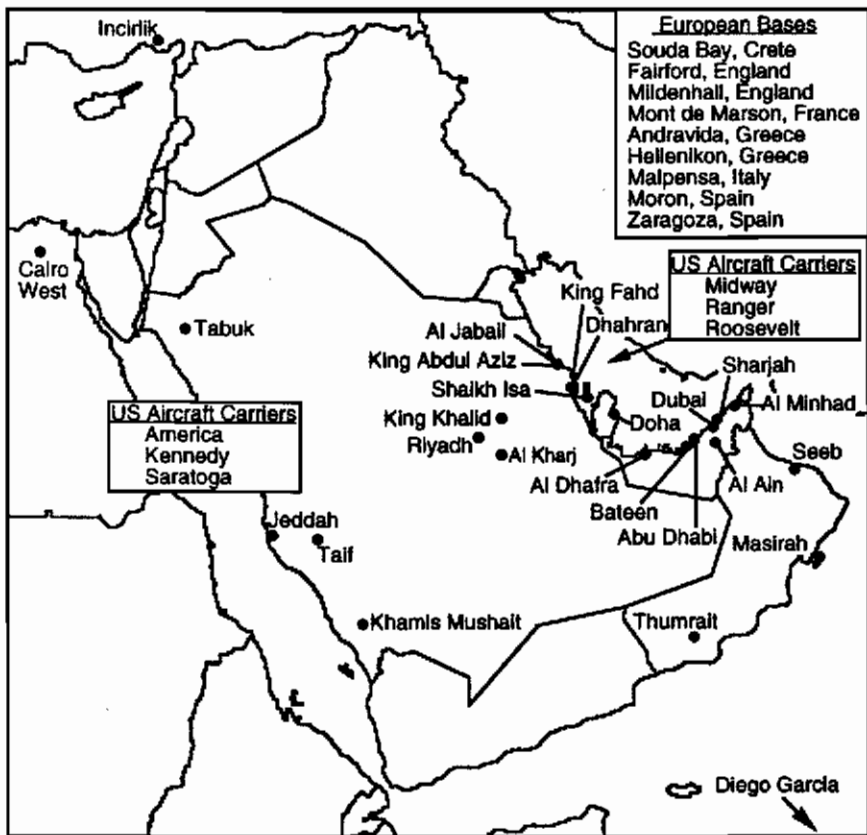 Incirlik
European Bases
Souda Bay, Crete
Fairford, England
Mildenhall, England
Mont de Marson, France
Andravida, Greece
Hellenikon, Greece
Malpensa, Italy
Moron, Spain
Zaragoza, Spain
Cairo
West
US Aircraft Carriers
Midway
Ranger
Roosevelt
King Fahd
Dhahran
Tabuk
Al Jabail
King Abdul Aziz
Sharjah
Shaikh Isa
Dubai
Al Minhad
US Aircraft Carriers
America
Kennedy
Saratoga
King Khalid
Doha
Riyadh
Al Kharj
Seeb
Al Dhafra
Al Ain
Bateen
Abu Dhabi
Jeddah
Taif
Masirah
Khamis Mushait
Thumrait
Diego Garcia